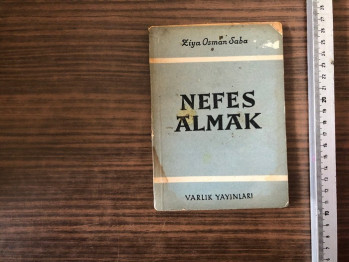 Ziya Osman Saba
NEFES
ALMAK
VARLIK YAYINLARI